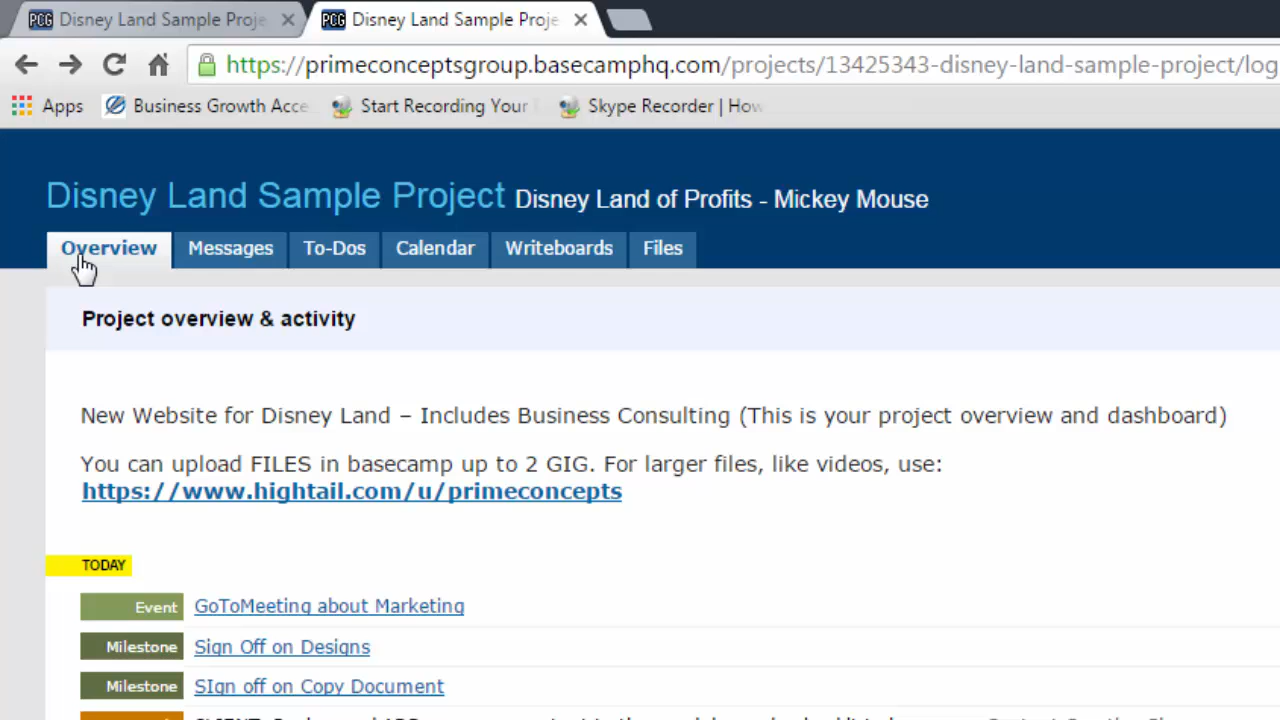 PCG Disney Land Sample Proje
PCG Disney Land Sample Proje
https://primeconceptsgroup.basecamphq.com/projects/13425343-disney-land-sample-project/log
Apps Business Growth Acce Start Recording Your Skype Recorder | How
Disney Land Sample Project Disney Land of Profits - Mickey Mouse
Overview Messages To-Dos Calendar Writeboards Files
Project overview & activity
New Website for Disney Land – Includes Business Consulting (This is your project overview and dashboard)
You can upload FILES in basecamp up to 2 GIG. For larger files, like videos, use:
https://www.hightail.com/u/primeconcepts
TODAY
Event GoToMeeting about Marketing
Milestone Sign Off on Designs
Milestone SIgn off on Copy Document